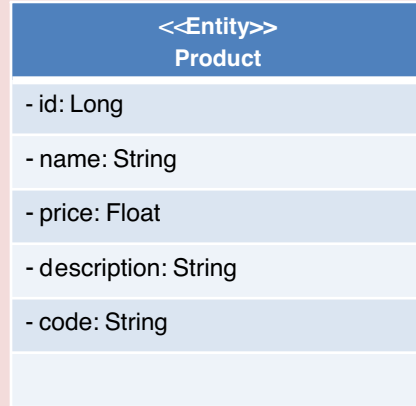 <<Entity>>
Product
- id: Long
- name: String
- price: Float
- description: String
- code: String